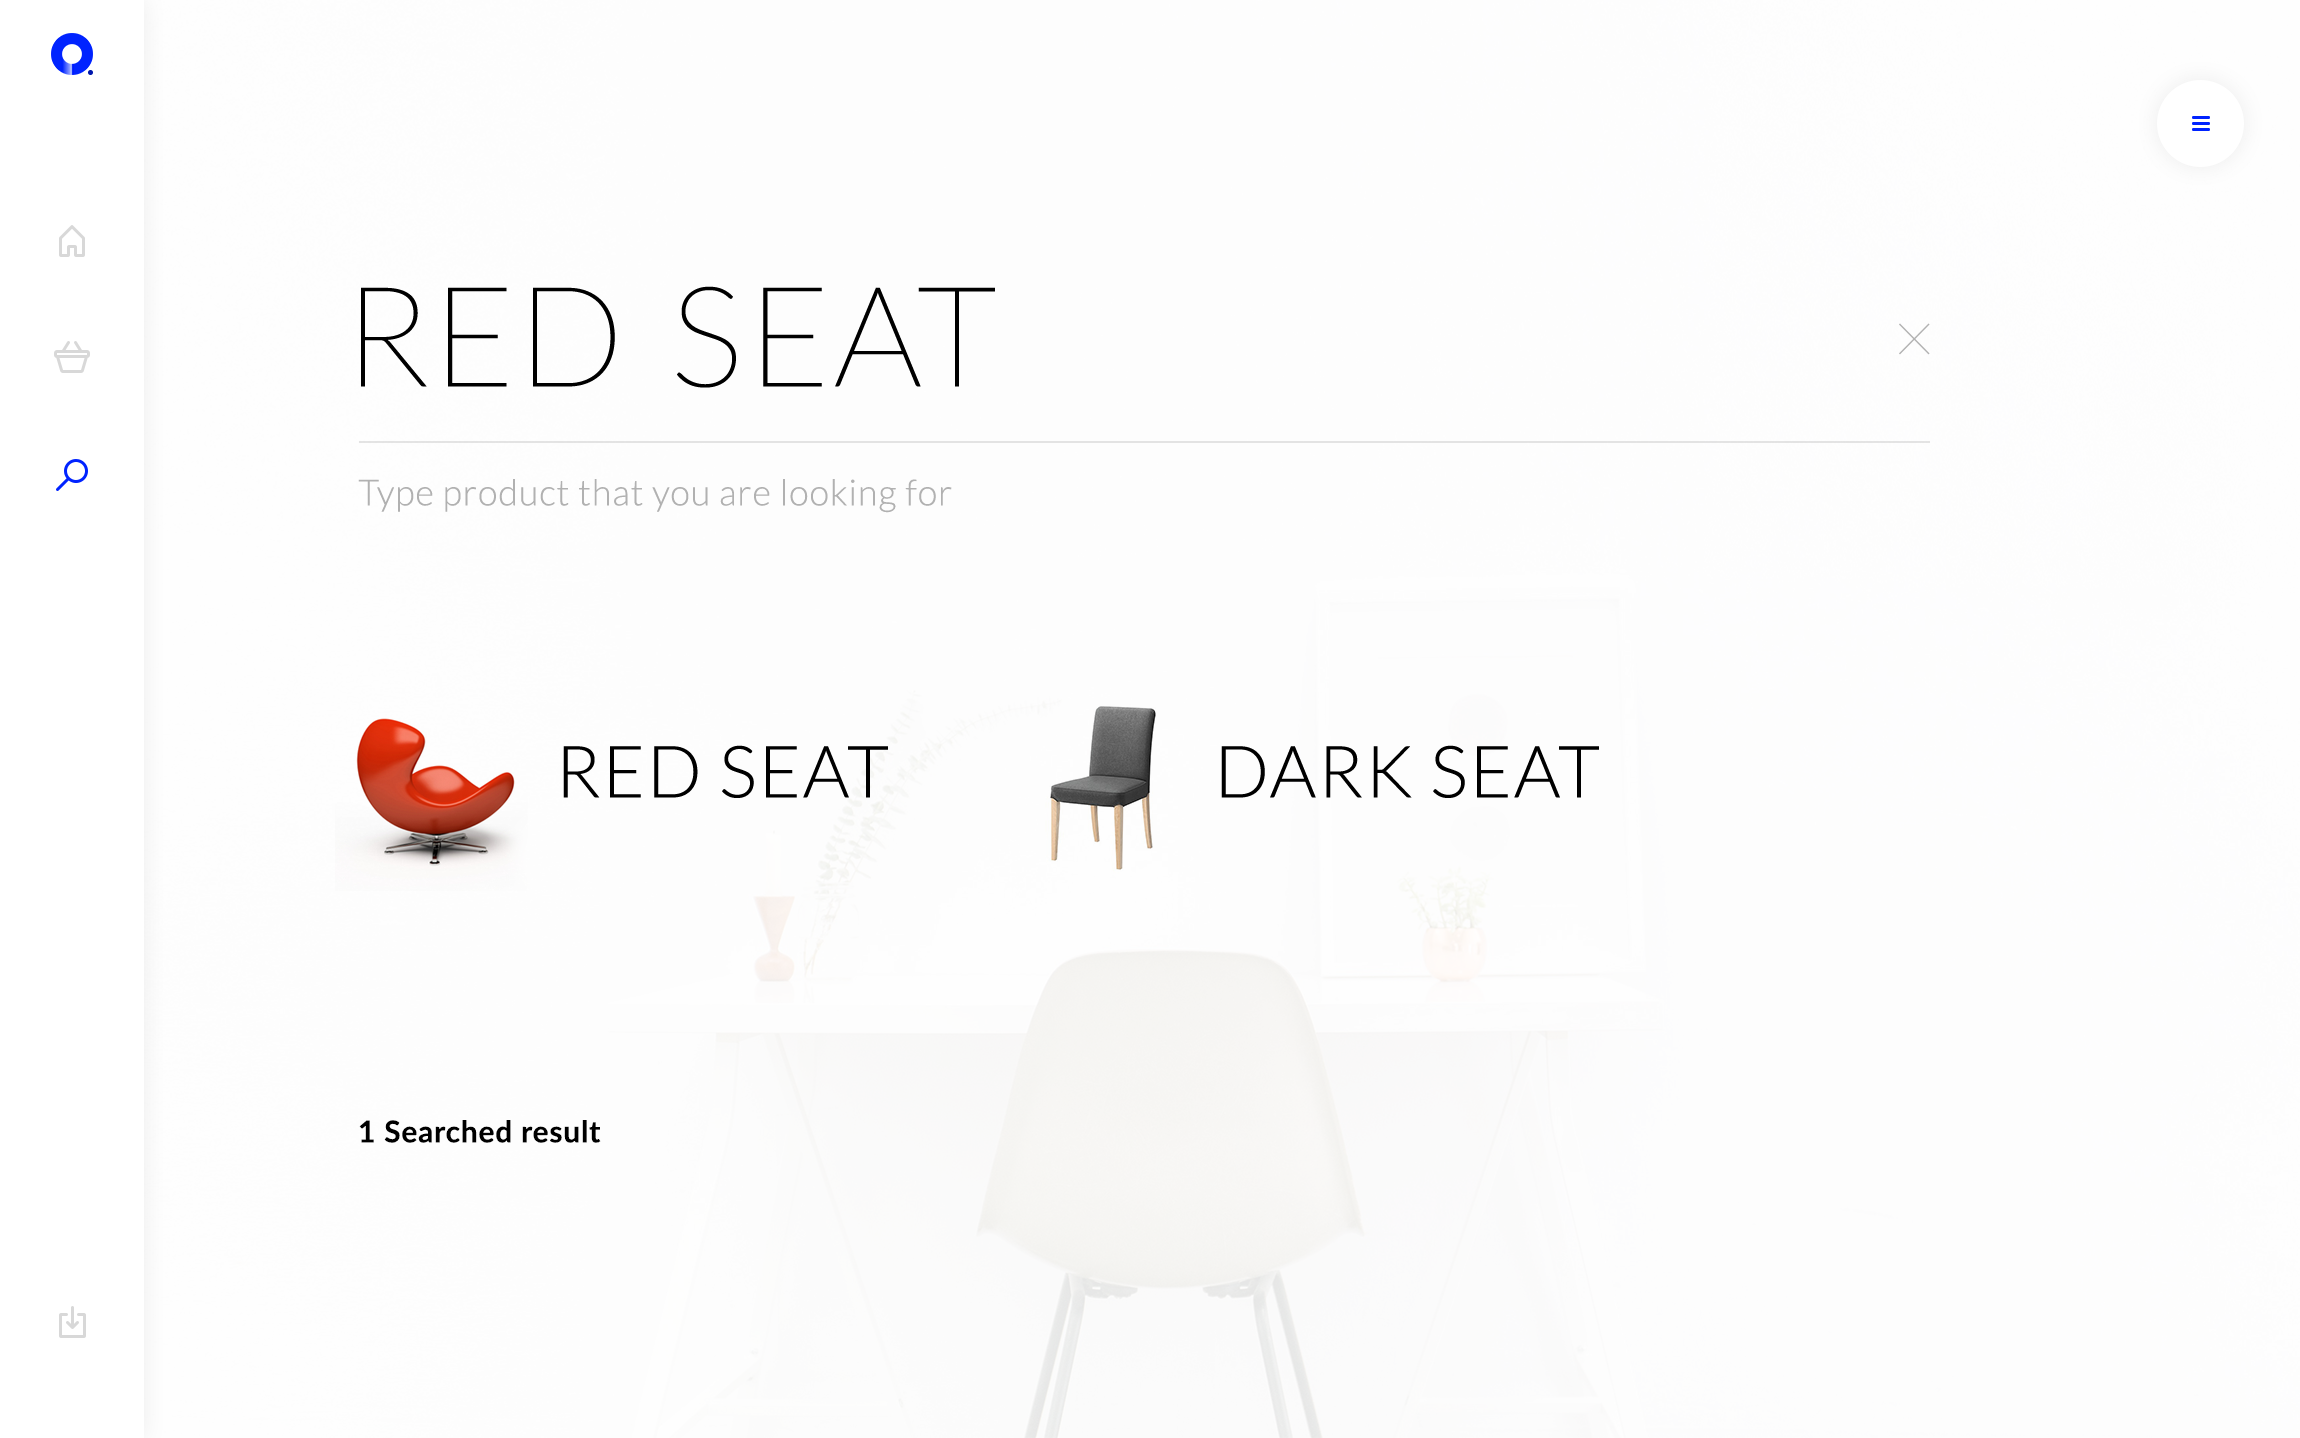 RED SEAT
Type product that you are looking for
RED SEAT
DARK SEAT
1 Searched result